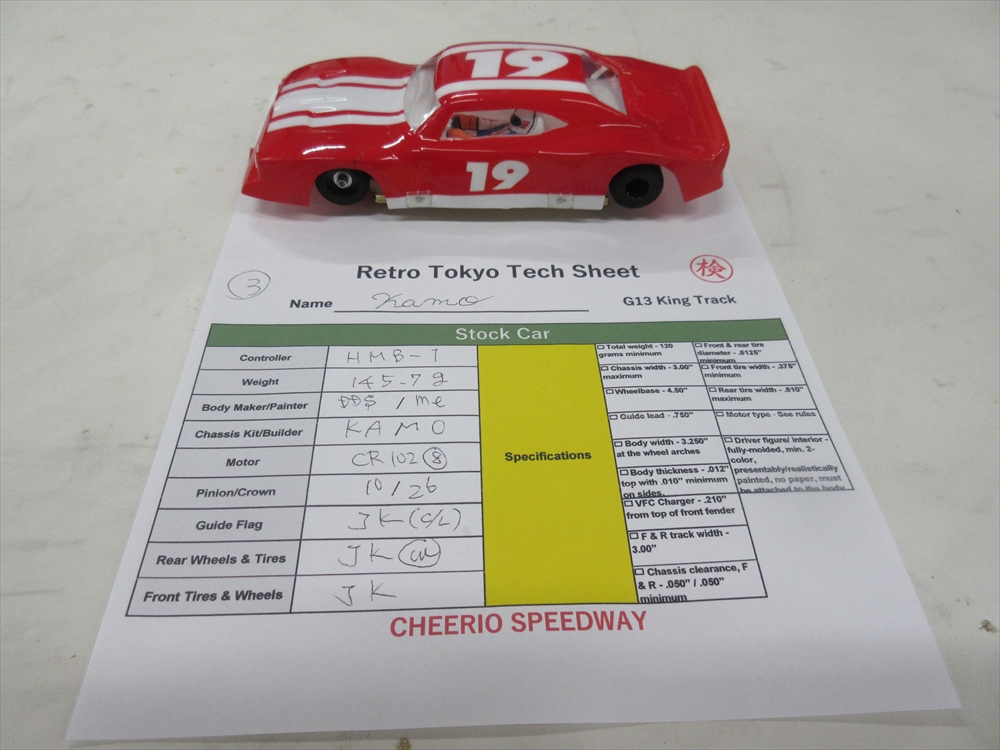 19
19
Retro Tokyo Tech Sheet
検
3
Name Kamo
G13 King Track
Stock Car
Controller HMB-1
Weight 145.7g
Body Maker/Painter DDS / me
Chassis Kit/Builder KAMO
Motor CR102 8
Pinion/Crown 10/26
Guide Flag JK (C/L)
Rear Wheels & Tires JK
Front Tires & Wheels JK
Specifications
☐ Total weight - 120 grams minimum
☐ Chassis width - 3.00" maximum
☐ Wheelbase - 4.50"
☐ Guide lead - .750"
☐ Body width - 3.250" at the wheel arches
☐ Body thickness - .012" top with .010" minimum on sides.
☐ VFC Charger - .210" from top of front fender
☐ F & R track width - 3.00"
☐ Chassis clearance, F & R - .050" / .050" minimum
☐ Front & rear tire diameter - .8125" minimum
☐ Front tire width - .375" minimum
☐ Rear tire width - .810" maximum
☐ Motor type - See rules
☐ Driver figure/ interior - fully-molded, min. 2-color, presentably/realistically painted, no paper, must be attached to the body
CHEERIO SPEEDWAY